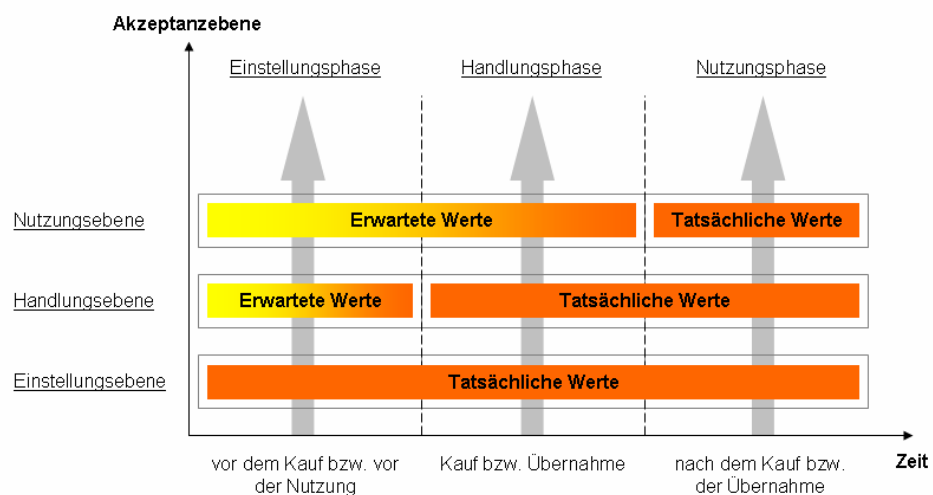 Akzeptanzebene
Einstellungsphase
Handlungsphase
Nutzungsphase
Nutzungsebene
Erwartete Werte
Tatsächliche Werte
Handlungsebene
Erwartete Werte
Tatsächliche Werte
Einstellungsebene
Tatsächliche Werte
Zeit
vor dem Kauf bzw. vor
der Nutzung
Kauf bzw. Übernahme
nach dem Kauf bzw.
der Übernahme